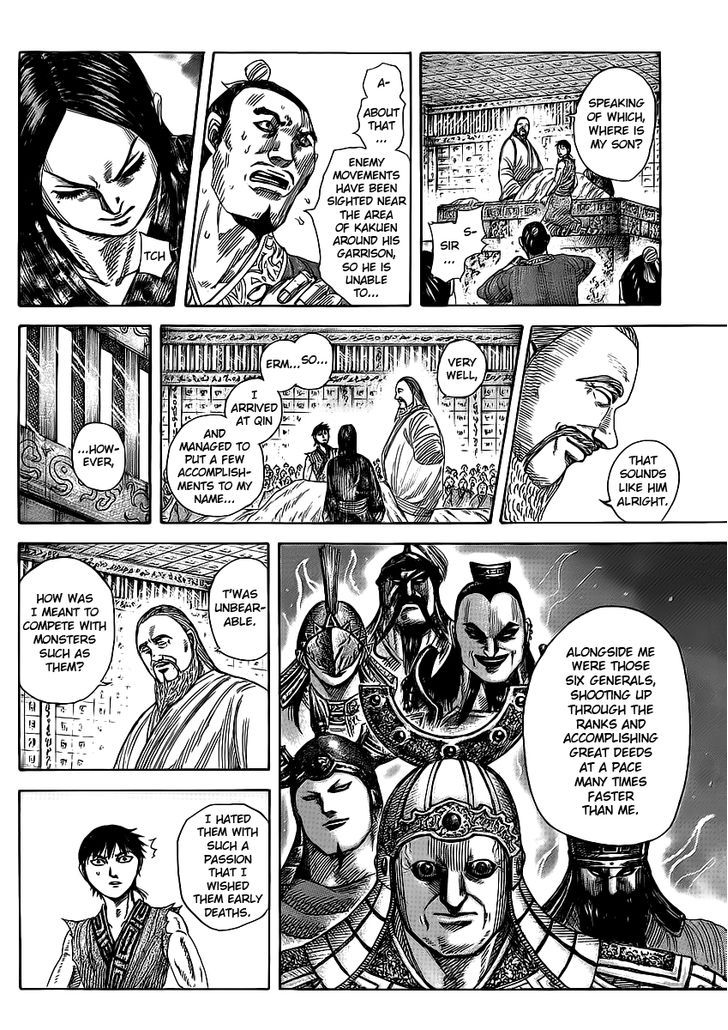 SPEAKING
OF WHICH,
WHERE IS
MY SON?
S-
SIR
...
A-
ABOUT
THAT
...
ENEMY
MOVEMENTS
HAVE BEEN
SIGHTED NEAR
THE AREA
OF KAKUEN
AROUND HIS
GARRISON,
SO HE IS
UNABLE
TO...
TCH
THAT
SOUNDS
LIKE HIM
ALRIGHT.
VERY
WELL,
SO...
ERM...
I
ARRIVED
AT QIN
AND
MANAGED TO
PUT A FEW
ACCOMPLISH-
MENTS TO MY
NAME...
...HOW-
EVER,
ALONGSIDE ME
WERE THOSE
SIX GENERALS,
SHOOTING UP
THROUGH THE
RANKS AND
ACCOMPLISHING
GREAT DEEDS
AT A PACE
MANY TIMES
FASTER
THAN ME.
T'WAS
UNBEAR-
ABLE.
HOW WAS
I MEANT TO
COMPETE WITH
MONSTERS
SUCH AS
THEM?
I HATED
THEM WITH
SUCH A
PASSION
THAT I
WISHED
THEM EARLY
DEATHS.